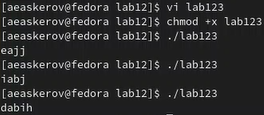 [aeaskerov@fedora lab12]$ vi lab123
[aeaskerov@fedora lab12]$ chmod +x lab123
[aeaskerov@fedora lab12]$ ./lab123
eajj
[aeaskerov@fedora lab12]$ ./lab123
iabj
[aeaskerov@fedora lab12]$ ./lab123
dabih